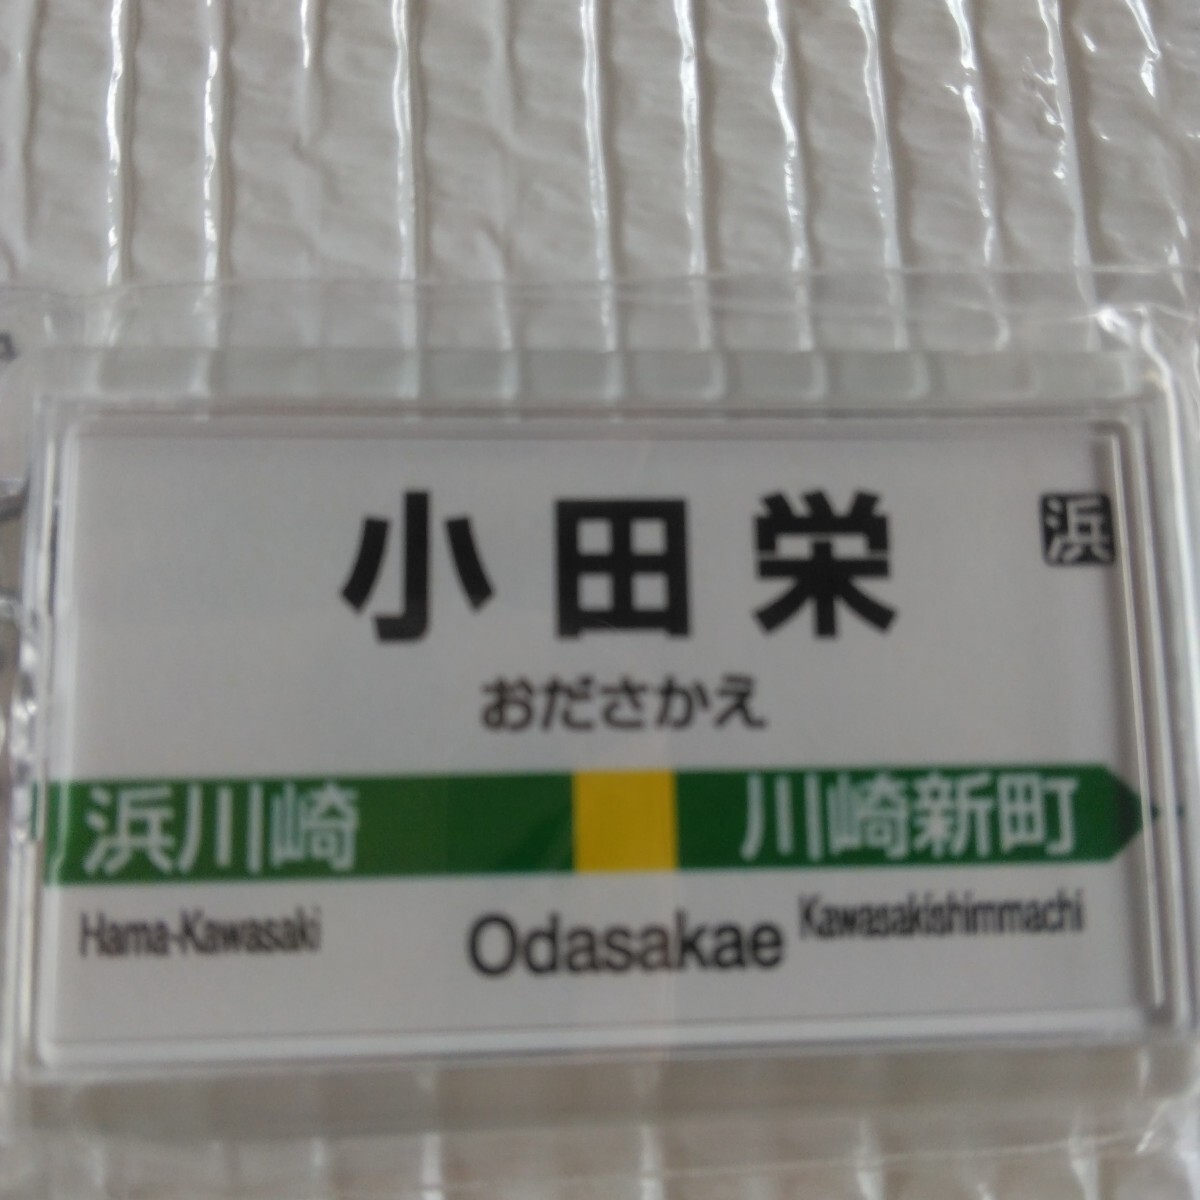 小田栄
浜
おださかえ
浜川崎
川崎新町
Hama-Kawasaki
Odasakae
Kawasakishimmachi